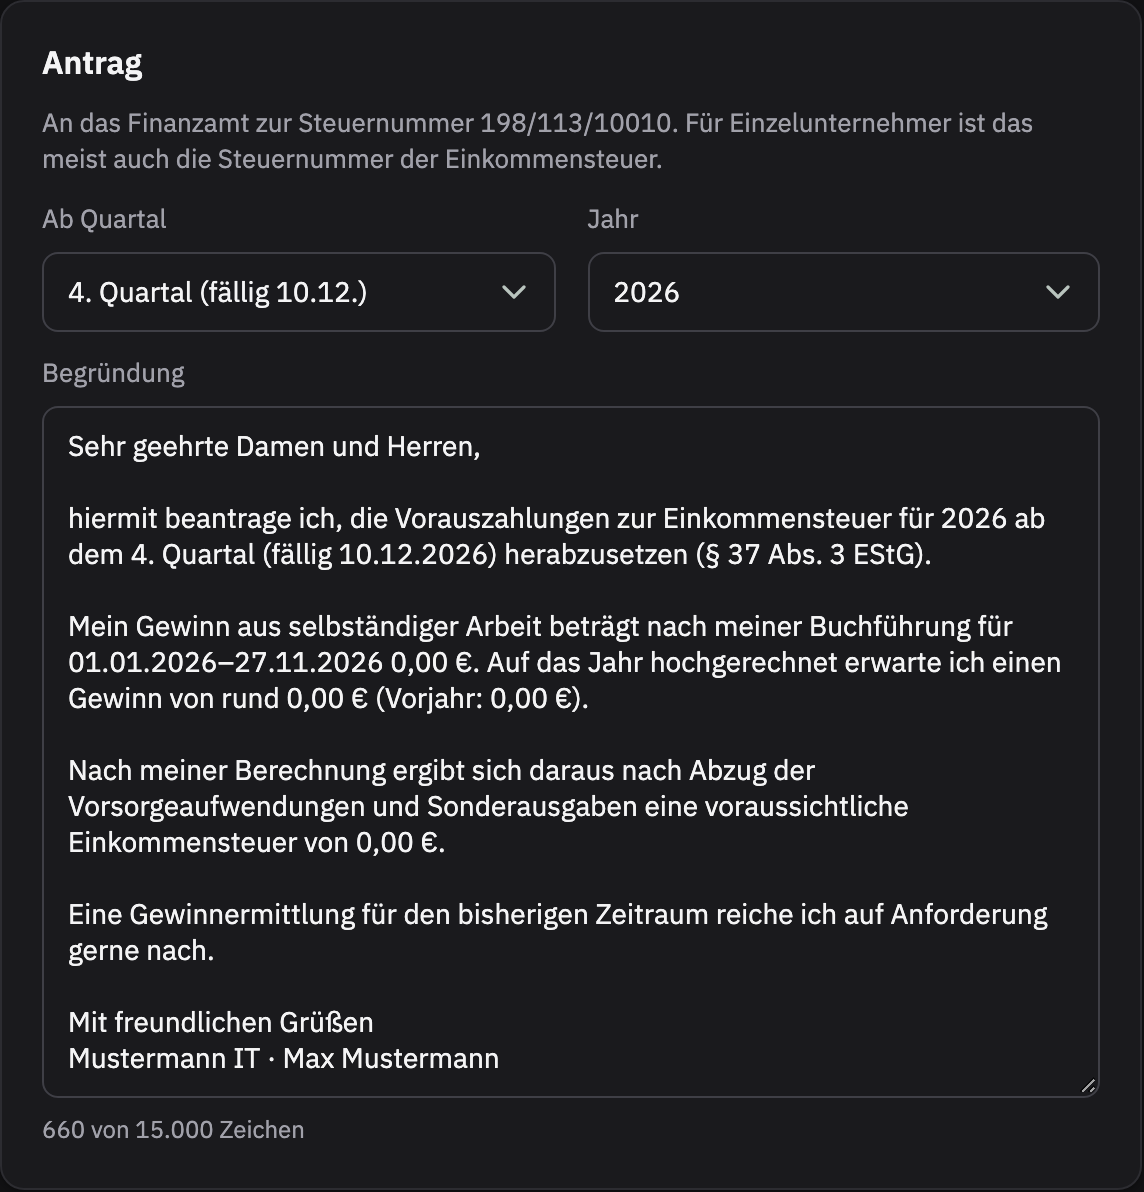 Antrag
An das Finanzamt zur Steuernummer 198/113/10010. Für Einzelunternehmer ist das
meist auch die Steuernummer der Einkommensteuer.
Ab Quartal
Jahr
4. Quartal (fällig 10.12.)
2026
Begründung
Sehr geehrte Damen und Herren,
hiermit beantrage ich, die Vorauszahlungen zur Einkommensteuer für 2026 ab
dem 4. Quartal (fällig 10.12.2026) herabzusetzen (§ 37 Abs. 3 EStG).
Mein Gewinn aus selbständiger Arbeit beträgt nach meiner Buchführung für
01.01.2026–27.11.2026 0,00 €. Auf das Jahr hochgerechnet erwarte ich einen
Gewinn von rund 0,00 € (Vorjahr: 0,00 €).
Nach meiner Berechnung ergibt sich daraus nach Abzug der
Vorsorgeaufwendungen und Sonderausgaben eine voraussichtliche
Einkommensteuer von 0,00 €.
Eine Gewinnermittlung für den bisherigen Zeitraum reiche ich auf Anforderung
gerne nach.
Mit freundlichen Grüßen
Mustermann IT · Max Mustermann
660 von 15.000 Zeichen